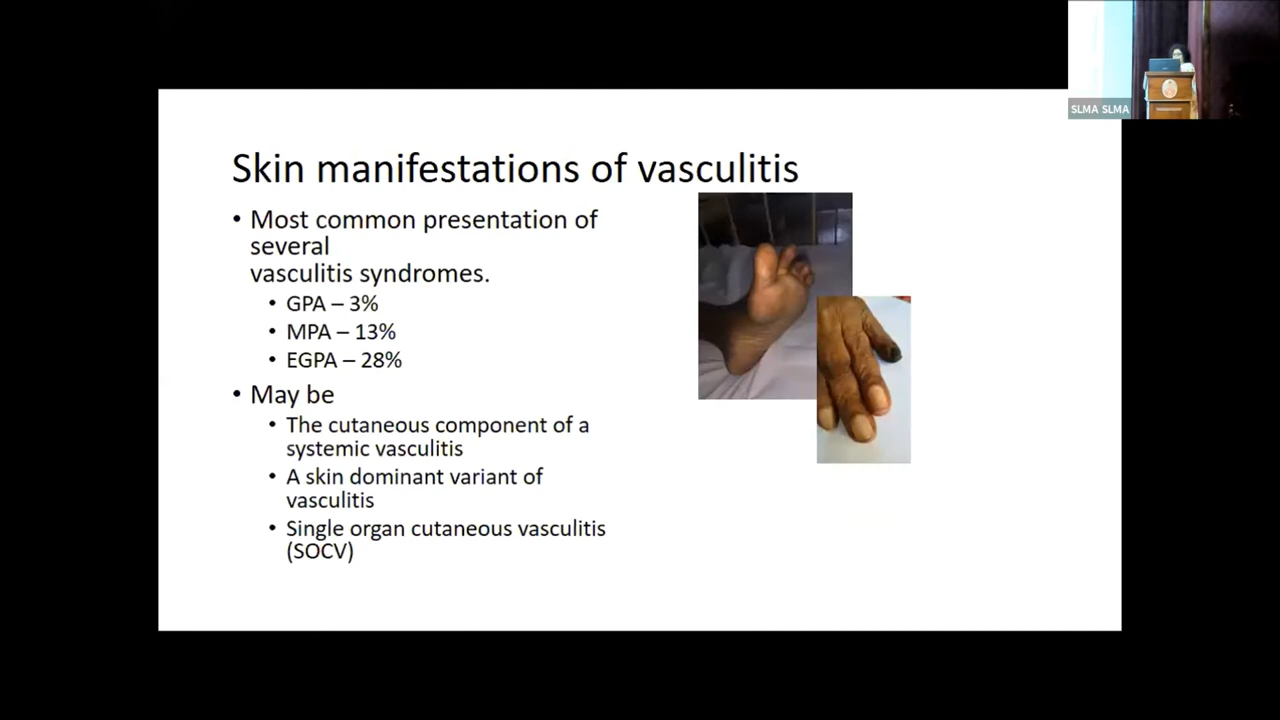 Skin manifestations of vasculitis
• Most common presentation of
several
vasculitis syndromes.
• GPA – 3%
• MPA – 13%
• EGPA – 28%
• May be
• The cutaneous component of a
systemic vasculitis
• A skin dominant variant of
vasculitis
• Single organ cutaneous vasculitis
(SOCV)
SLMA SLMA